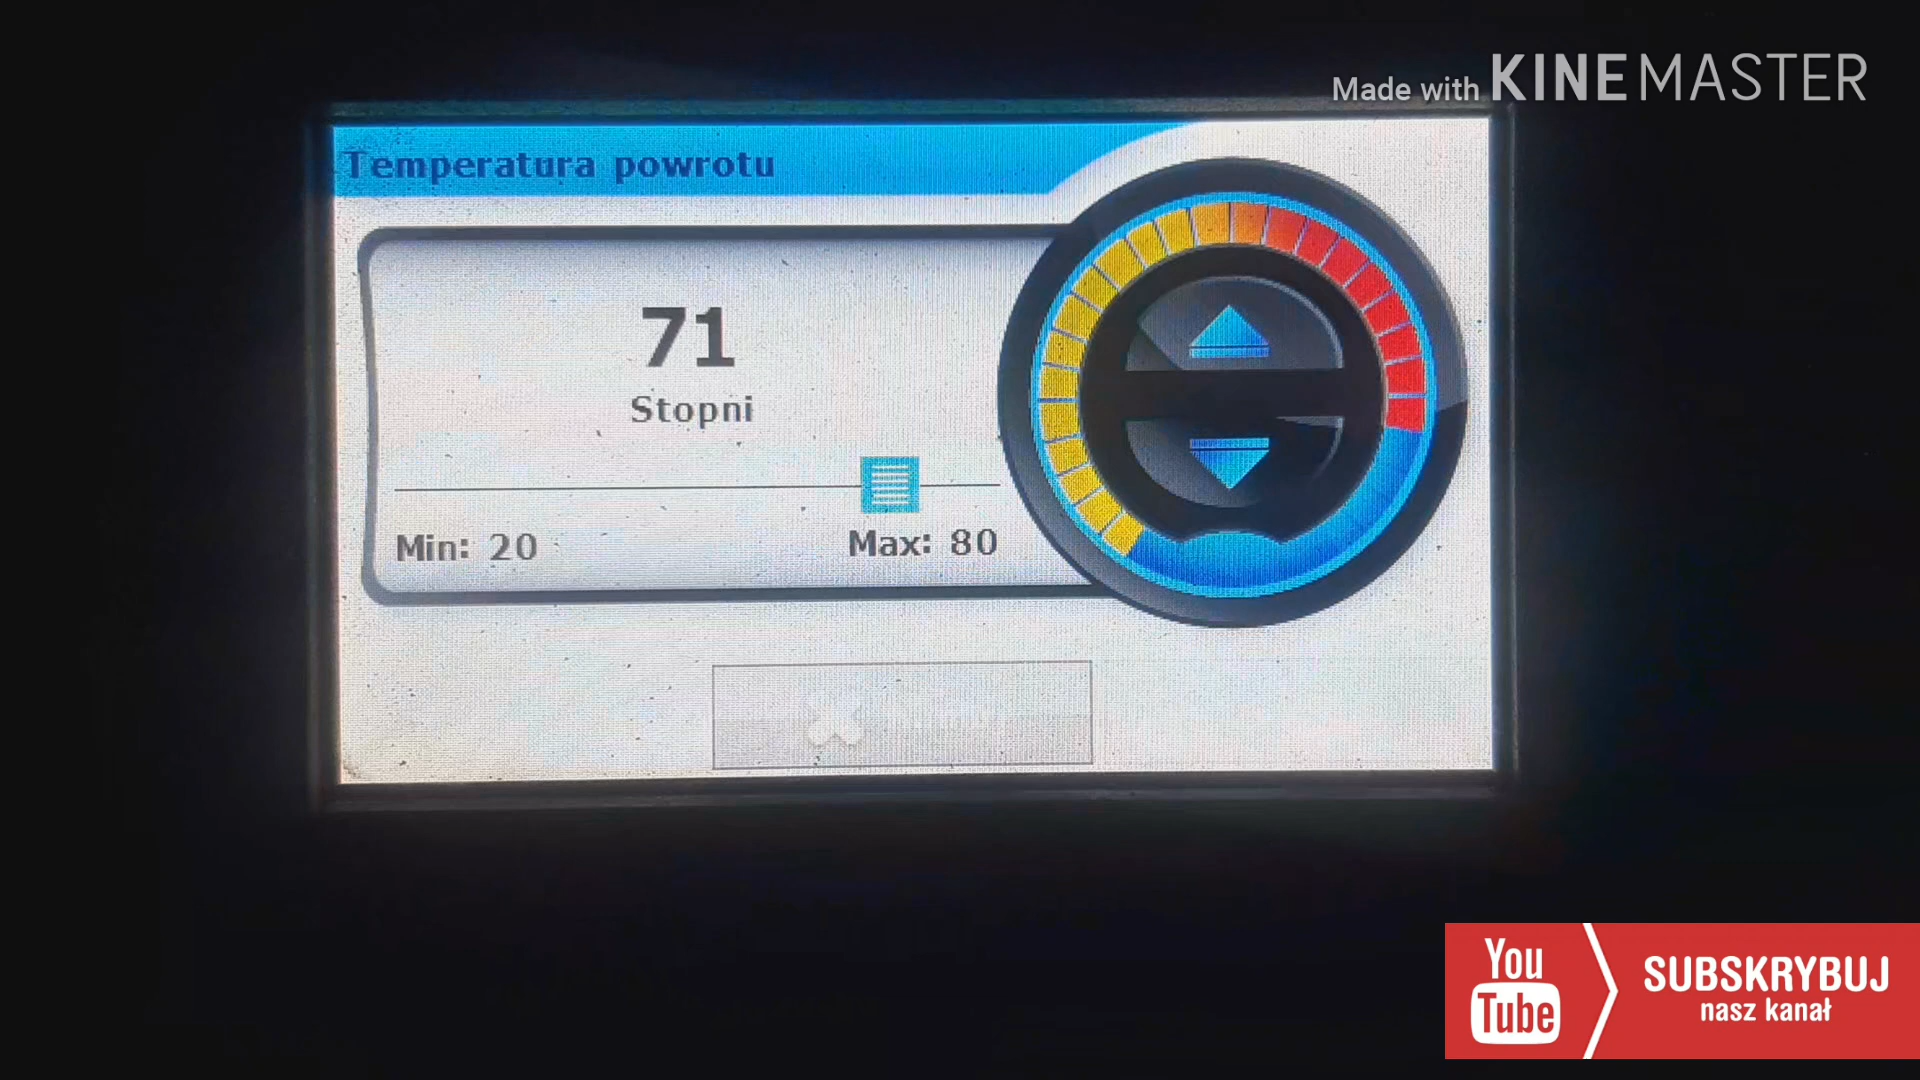 Made with KINEMASTER
Temperatura powrotu
71
Stopni
Min: 20
Max: 80
You
Tube
SUBSKRYBUJ
nasz kanał